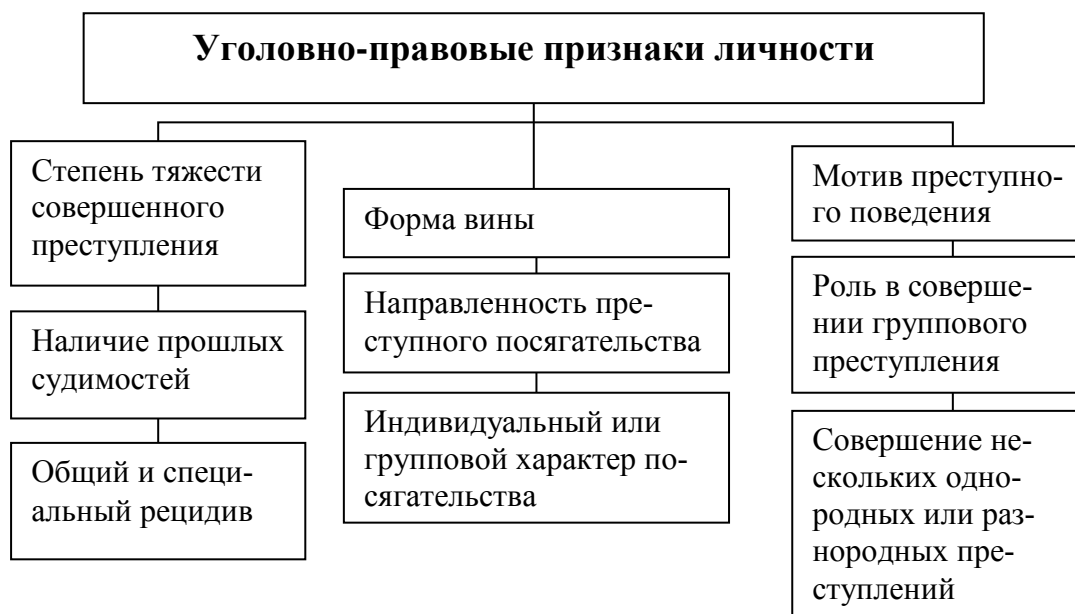 Уголовно-правовые признаки личности
Степень тяжести
совершенного
преступления
Наличие прошлых
судимостей
Общий и специ-
альный рецидив
Форма вины
Направленность пре-
ступного посягательства
Индивидуальный или
групповой характер по-
сягательства
Мотив преступно-
го поведения
Роль в соверше-
нии группового
преступления
Совершение не-
скольких одно-
родных или раз-
нородных пре-
ступлений